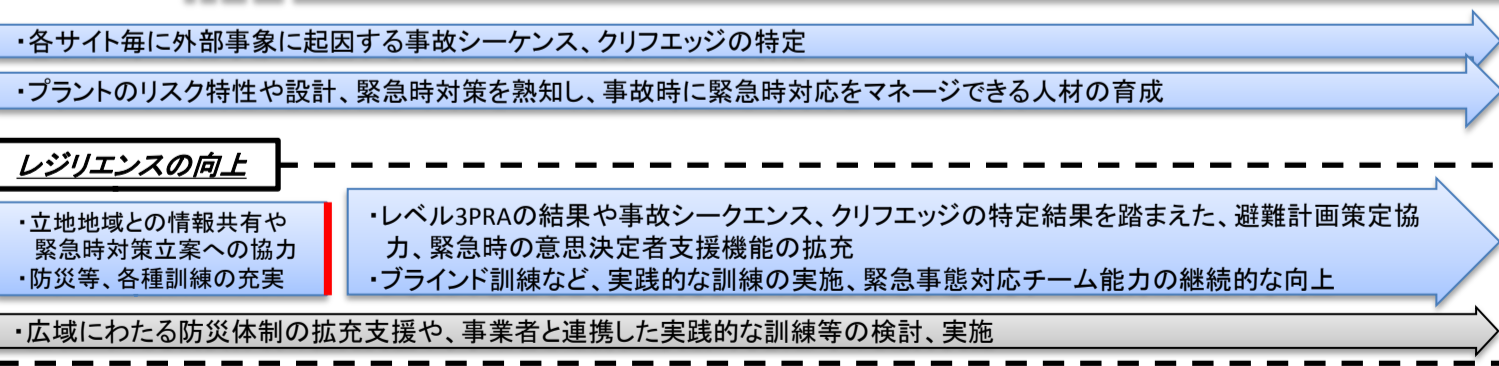 ・各サイト毎に外部事象に起因する事故シーケンス、クリフエッジの特定
・プラントのリスク特性や設計、緊急時対策を熟知し、事故時に緊急時対応をマネージできる人材の育成
レジリエンスの向上
・立地地域との情報共有や
緊急時対策立案への協力
・防災等、各種訓練の充実
・レベル3PRAの結果や事故シークエンス、クリフエッジの特定結果を踏まえた、避難計画策定協
力、緊急時の意思決定者支援機能の拡充
・ブラインド訓練など、実践的な訓練の実施、緊急事態対応チーム能力の継続的な向上
・広域にわたる防災体制の拡充支援や、事業者と連携した実践的な訓練等の検討、実施